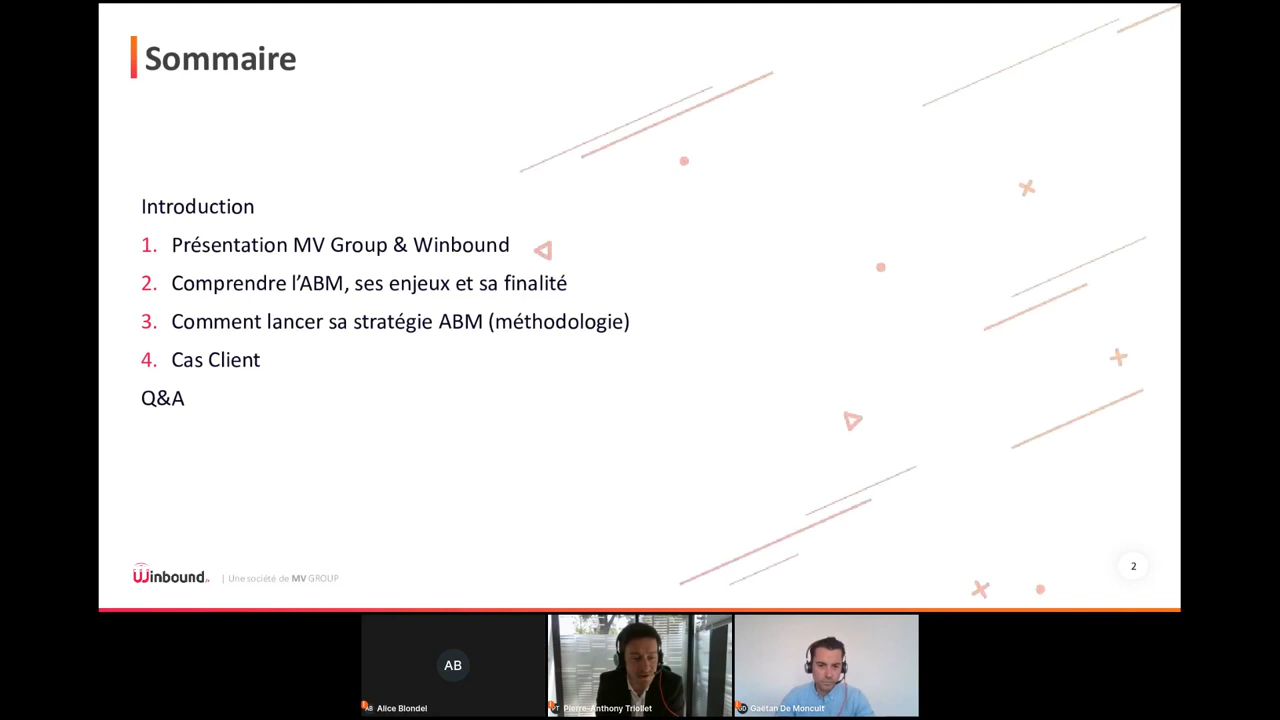 Sommaire
Introduction
1. Présentation MV Group & Winbound
2. Comprendre l’ABM, ses enjeux et sa finalité
3. Comment lancer sa stratégie ABM (méthodologie)
4. Cas Client
Q&A
Winbound | Une société de MV GROUP
2
AB
AB Alice Blondel
Pierre-Anthony Triollet
Gaëtan De Moncuit